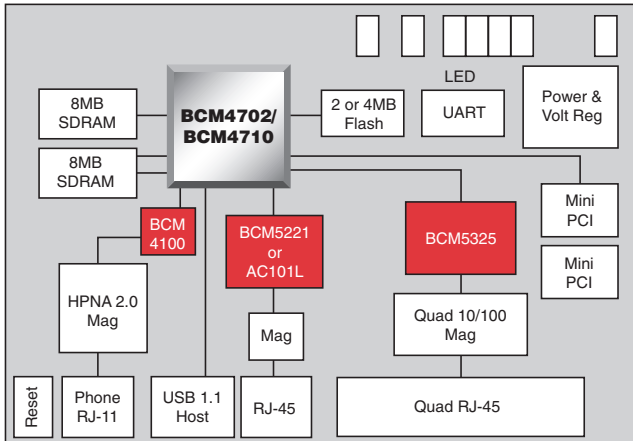 LED
8MB
SDRAM
BCM4702/
BCM4710
2 or 4MB
Flash
UART
Power &
Volt Reg
8MB
SDRAM
Mini
PCI
BCM
4100
BCM5221
or
AC101L
BCM5325
Mini
PCI
HPNA 2.0
Mag
Mag
Quad 10/100
Mag
Reset
Phone
RJ-11
USB 1.1
Host
RJ-45
Quad RJ-45